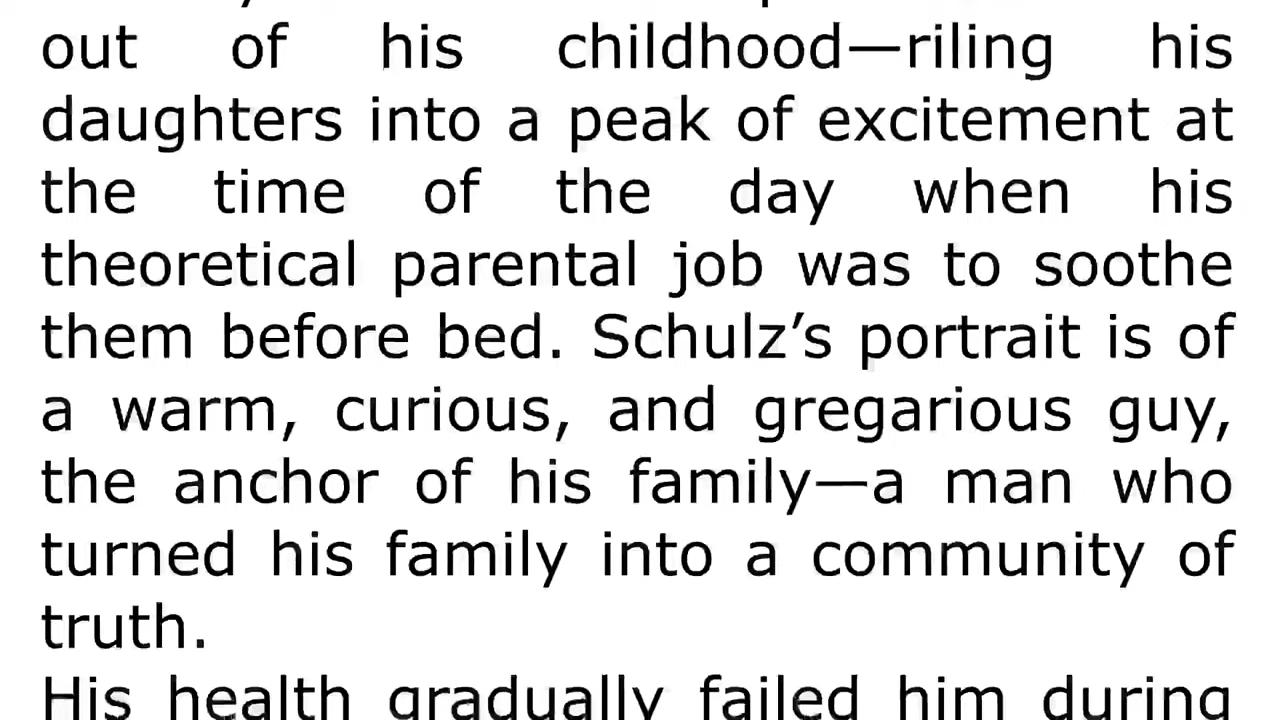 out of his childhood—riling his
daughters into a peak of excitement at
the time of the day when his
theoretical parental job was to soothe
them before bed. Schulz’s portrait is of
a warm, curious, and gregarious guy,
the anchor of his family—a man who
turned his family into a community of
truth.
His health gradually failed him during